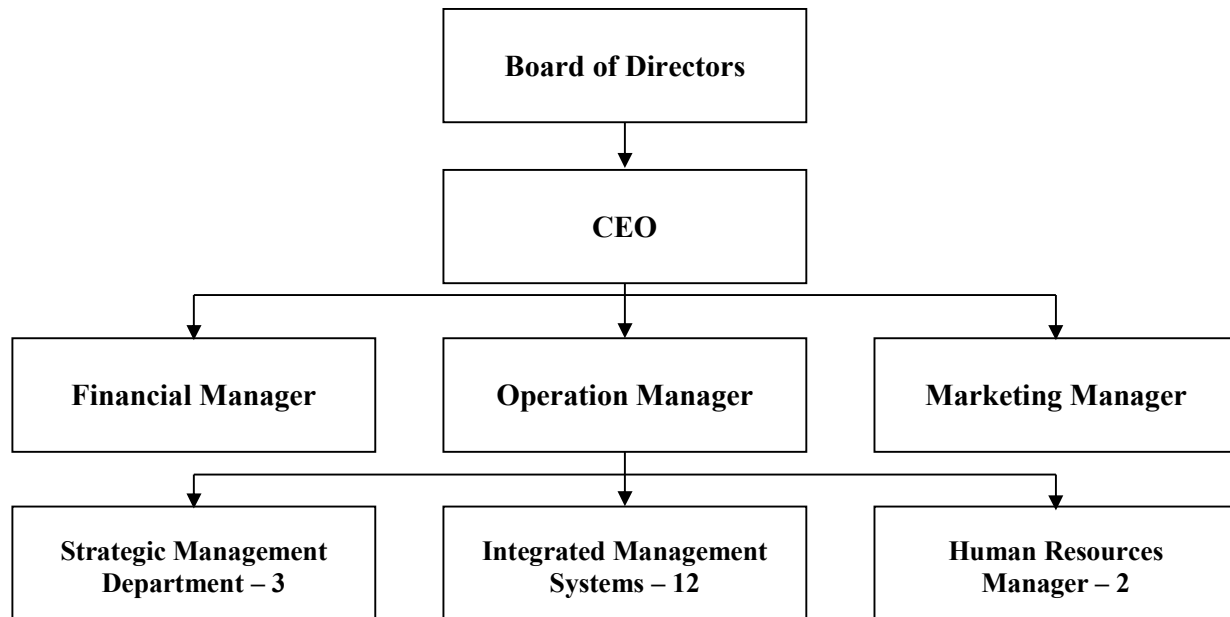 Board of Directors
CEO
Financial Manager
Operation Manager
Marketing Manager
Strategic Management
Department – 3
Integrated Management
Systems – 12
Human Resources
Manager – 2